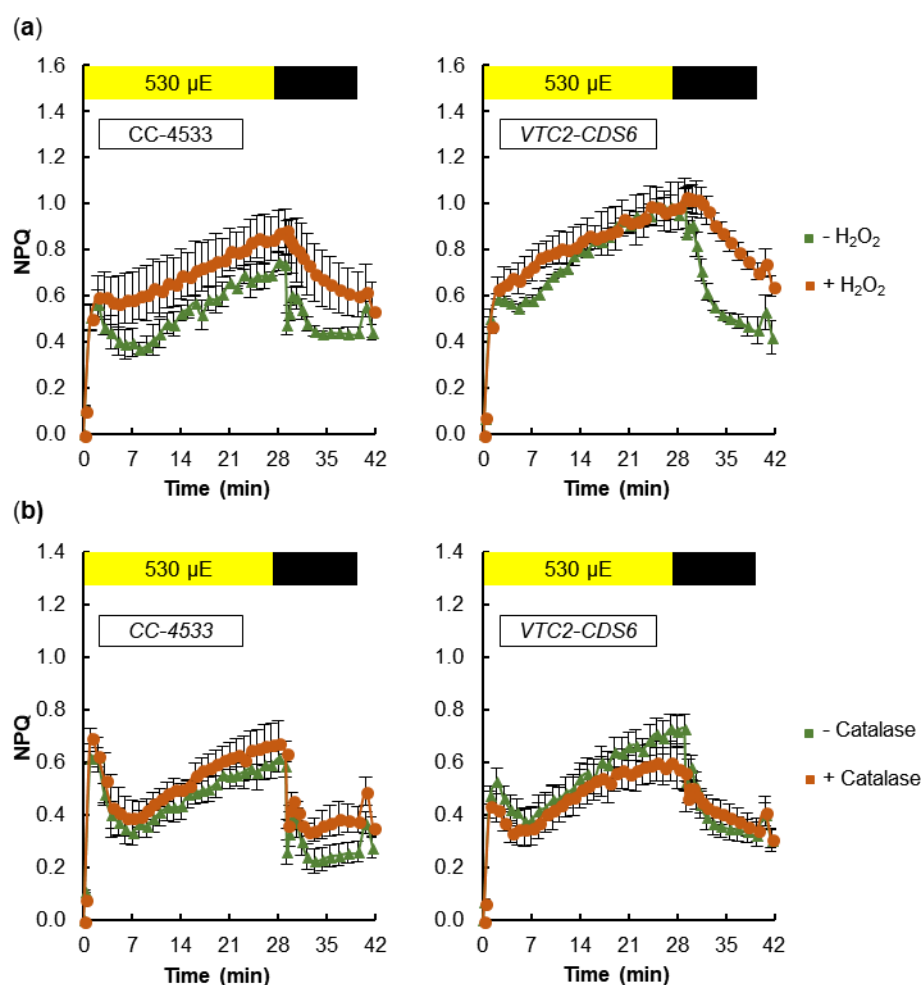 (a)
1.6
1.4
1.2
1.0
0.8
0.6
0.4
0.2
0.0
NPQ
530 µE
CC-4533
0 7 14 21 28 35 42
Time (min)
1.6
1.4
1.2
1.0
0.8
0.6
0.4
0.2
0.0
530 µE
VTC2-CDS6
0 7 14 21 28 35 42
Time (min)
- H₂O₂
+ H₂O₂
(b)
1.4
1.2
1.0
0.8
0.6
0.4
0.2
0.0
NPQ
530 µE
CC-4533
0 7 14 21 28 35 42
Time (min)
1.4
1.2
1.0
0.8
0.6
0.4
0.2
0.0
530 µE
VTC2-CDS6
0 7 14 21 28 35 42
Time (min)
- Catalase
+ Catalase